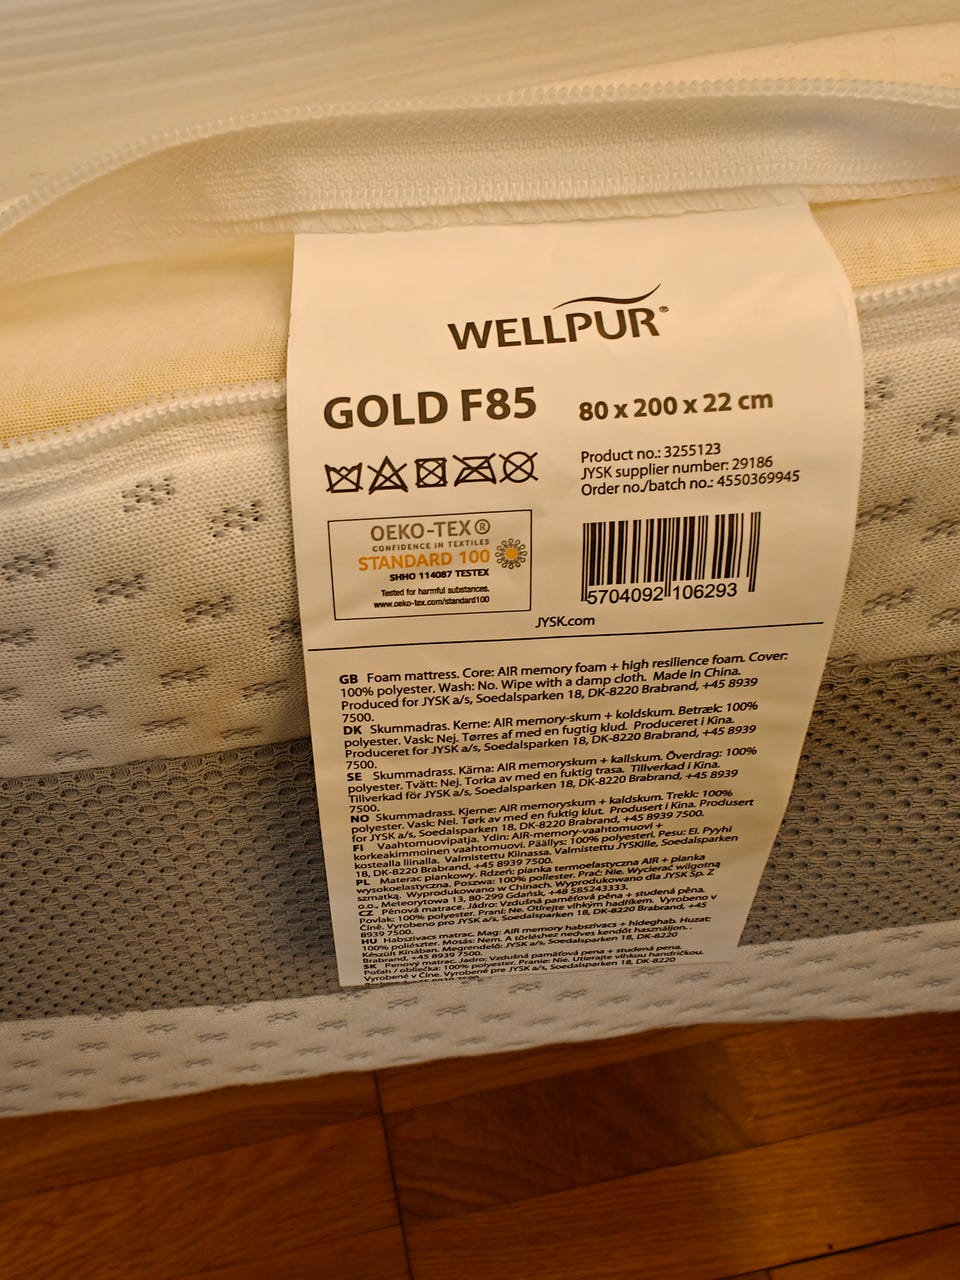 WELLPUR®
GOLD F85
80 x 200 x 22 cm
Product no.: 3255123
JYSK supplier number: 29186
Order no./batch no.: 4550369945
OEKO-TEX®
CONFIDENCE IN TEXTILES
STANDARD 100
SHHO 114087 TESTEX
Tested for harmful substances.
www.oeko-tex.com/standard100
5704092 106293
JYSK.com
GB Foam mattress. Core: AIR memory foam + high resilience foam. Cover:
100% polyester. Wash: No. Wipe with a damp cloth. Made in China.
Produced for JYSK a/s, Soedalsparken 18, DK-8220 Brabrand, +45 8939
7500.
DK Skummadras. Kerne: AIR memory-skum + koldskum. Betræk: 100%
polyester. Vask: Nej. Tørres af med en fugtig klud. Produceret i Kina.
Produceret for JYSK a/s, Soedalsparken 18, DK-8220 Brabrand, +45 8939
7500.
SE Skummadrass. Kärna: AIR memoryskum + kallskum. Överdrag: 100%
polyester. Tvätt: Nej. Torka av med en fuktig trasa. Tillverkad i Kina.
Tillverkad för JYSK a/s, Soedalsparken 18, DK-8220 Brabrand, +45 8939
7500.
NO Skummadrass. Kjerne: AIR memoryskum + kaldskum. Trekk: 100%
polyester. Vask: Nei. Tørk av med en fuktig klut. Produsert i Kina. Produsert
for JYSK a/s, Soedalsparken 18, DK-8220 Brabrand, +45 8939 7500.
FI Vaahtomuovipatja. Ydin: AIR-memory-vaahtomuovi +
korkeakimmoinen vaahtomuovi. Päällys: 100% polyesteri. Pesu: Ei. Pyyhi
kostealla liinalla. Valmistettu Kiinassa. Valmistettu JYSKille, Soedalsparken
18, DK-8220 Brabrand, +45 8939 7500.
PL Materac piankowy. Rdzeń: pianka termoelastyczna AIR + pianka
wysokoelastyczna. Poszwa: 100% poliester. Prać: Nie. Wycierać wilgotną
szmatką. Wyprodukowano w Chinach. Wyprodukowano dla JYSK Sp. Z
o.o., Meteorytowa 13, 80-299 Gdańsk, +48 585243333.
CZ Pěnová matrace. Jádro: Vzdušná paměťová pěna + studená pěna.
Povlak: 100% polyester. Praní: Ne. Otírejte vlhkým hadříkem. Vyrobeno v
Číně. Vyrobeno pro JYSK a/s, Soedalsparken 18, DK-8220 Brabrand, +45
8939 7500.
HU Habszivacs matrac. Mag: AIR memory habszivacs + hideghab. Huzat:
100% poliészter. Mosás: Nem. A törléshez nedves kendőt használjon. .
Készült Kínában. Megrendelő: JYSK a/s, Soedalsparken 18, DK-8220
Brabrand, +45 8939 7500.
SK Penový matrac. Jadro: Vzdušná pamäťová pena + studená pena.
Poťah / obliečka: 100% polyester. Pranie: Nie. Utierajte vlhkou handričkou.
Vyrobené v Číne. Vyrobené pre JYSK a/s, Soedalsparken 18, DK-8220